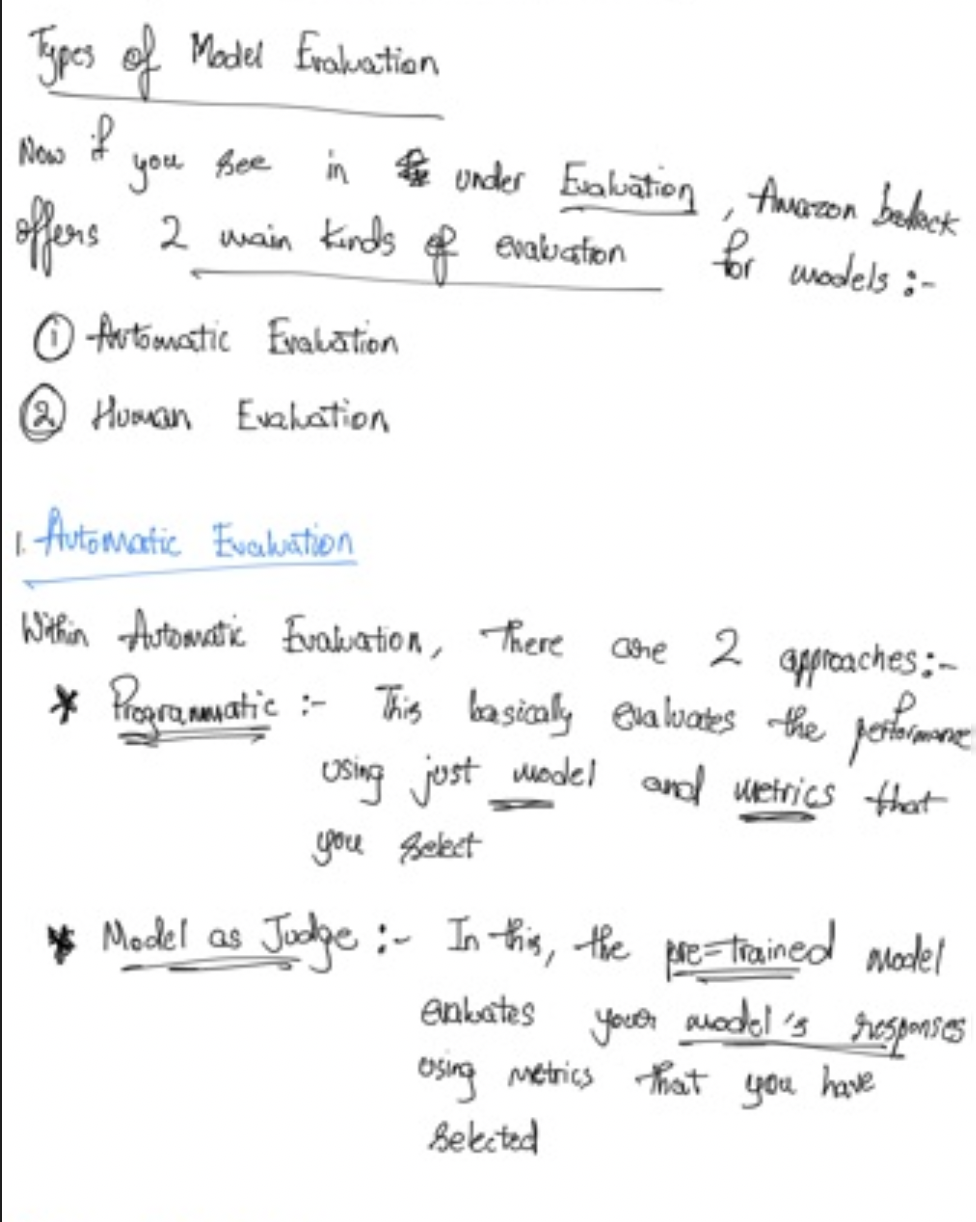 Types of Model Evaluation
Now if you see in under Evaluation, Amazon bedrock
offers 2 main kinds of evaluation for models :-
① Automatic Evaluation
② Human Evaluation
1. Automatic Evaluation
Within Automatic Evaluation, there are 2 approaches:-
* Programmatic :- This basically evaluates the performance
using just model and metrics that
you select
* Model as Judge :- In this, the pre-trained model
evaluates your model's responses
using metrics that you have
selected